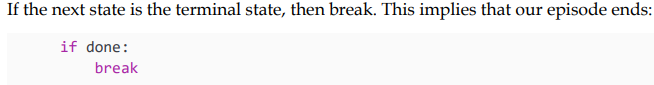 If the next state is the terminal state, then break. This implies that our episode ends:
if done:
    break